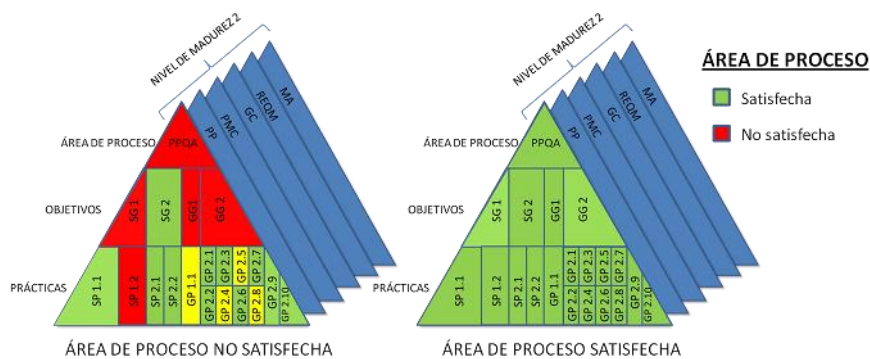 NIVEL DE MADUREZ 2
PP
PMC
GC
REQM
MA
ÁREA DE PROCESO
PPQA
OBJETIVOS
SG 1
SG 2
GG1
GG 2
PRÁCTICAS
SP 1.1
SP 1.2
SP 2.1
SP 2.2
GP 1.1
GP 2.1
GP 2.2
GP 2.3
GP 2.4
GP 2.5
GP 2.6
GP 2.7
GP 2.8
GP 2.9
GP 2.10
ÁREA DE PROCESO NO SATISFECHA
NIVEL DE MADUREZ 2
PP
PMC
GC
REQM
MA
PPQA
SG 1
SG 2
GG1
GG 2
SP 1.1
SP 1.2
SP 2.1
SP 2.2
GP 1.1
GP 2.1
GP 2.2
GP 2.3
GP 2.4
GP 2.5
GP 2.6
GP 2.7
GP 2.8
GP 2.9
GP 2.10
ÁREA DE PROCESO SATISFECHA
ÁREA DE PROCESO
Satisfecha
No satisfecha